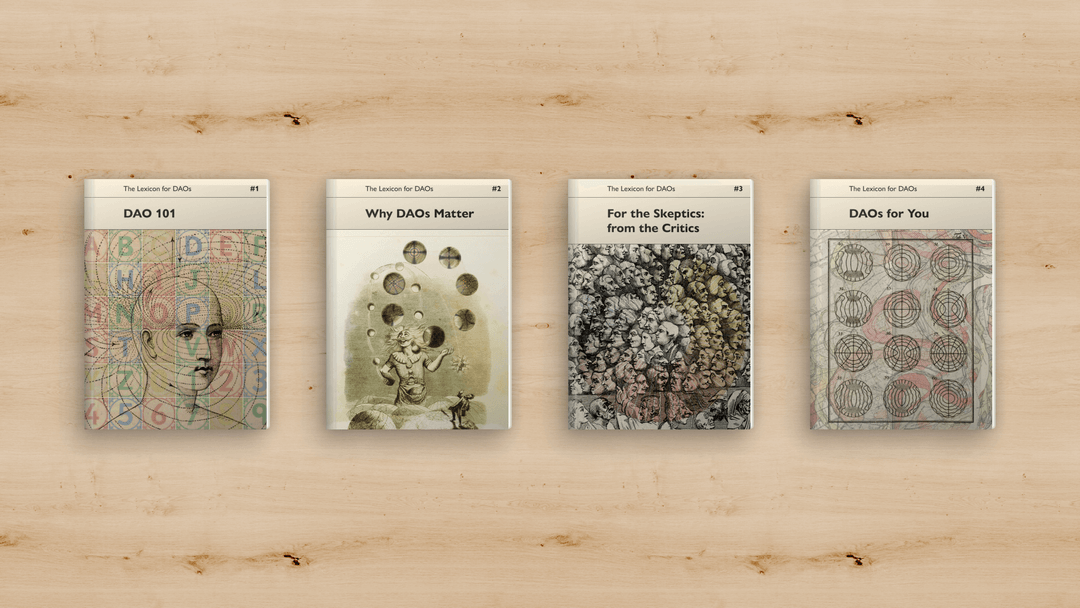 The Lexicon for DAOs #1
DAO 101
The Lexicon for DAOs #2
Why DAOs Matter
The Lexicon for DAOs #3
For the Skeptics:
from the Critics
The Lexicon for DAOs #4
DAOs for You